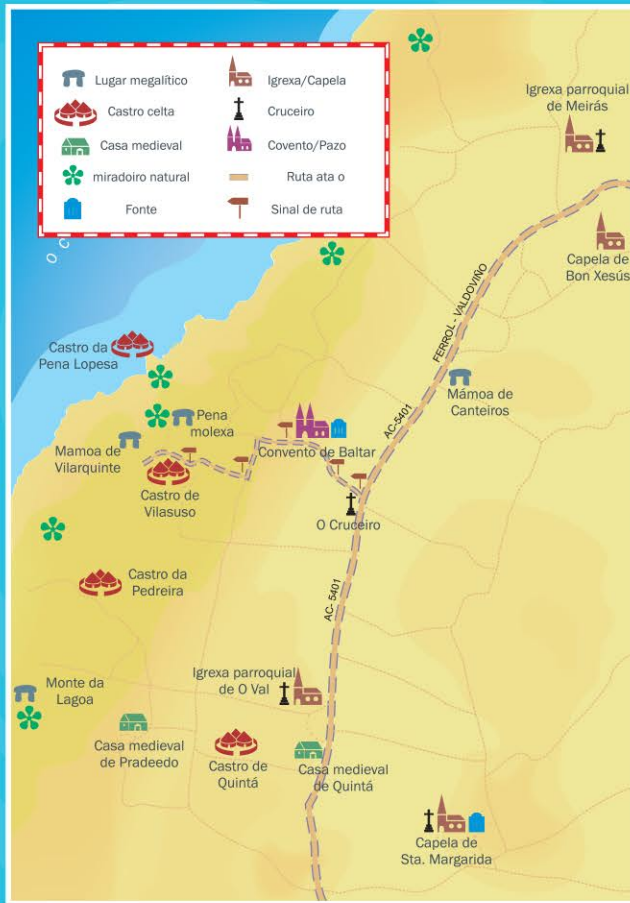 Lugar megalítico
Castro celta
Casa medieval
miradoiro natural
Fonte
Igrexa/Capela
Cruceiro
Covento/Pazo
Ruta ata o
Sinal de ruta
O C
Igrexa parroquial
de Meirás
Capela de
Bon Xesús
FERROL - VALDOVIÑO
Castro da
Pena Lopesa
Mámoa de
Canteiros
AC-5401
Pena
molexa
Mamoa de
Vilarquinte
Convento de Baltar
Castro de
Vilasuso
O Cruceiro
Castro da
Pedreira
AC- 5401
Igrexa parroquial
de O Val
Monte da
Lagoa
Casa medieval
de Pradeedo
Castro de
Quintá
Casa medieval
de Quintá
Capela de
Sta. Margarida